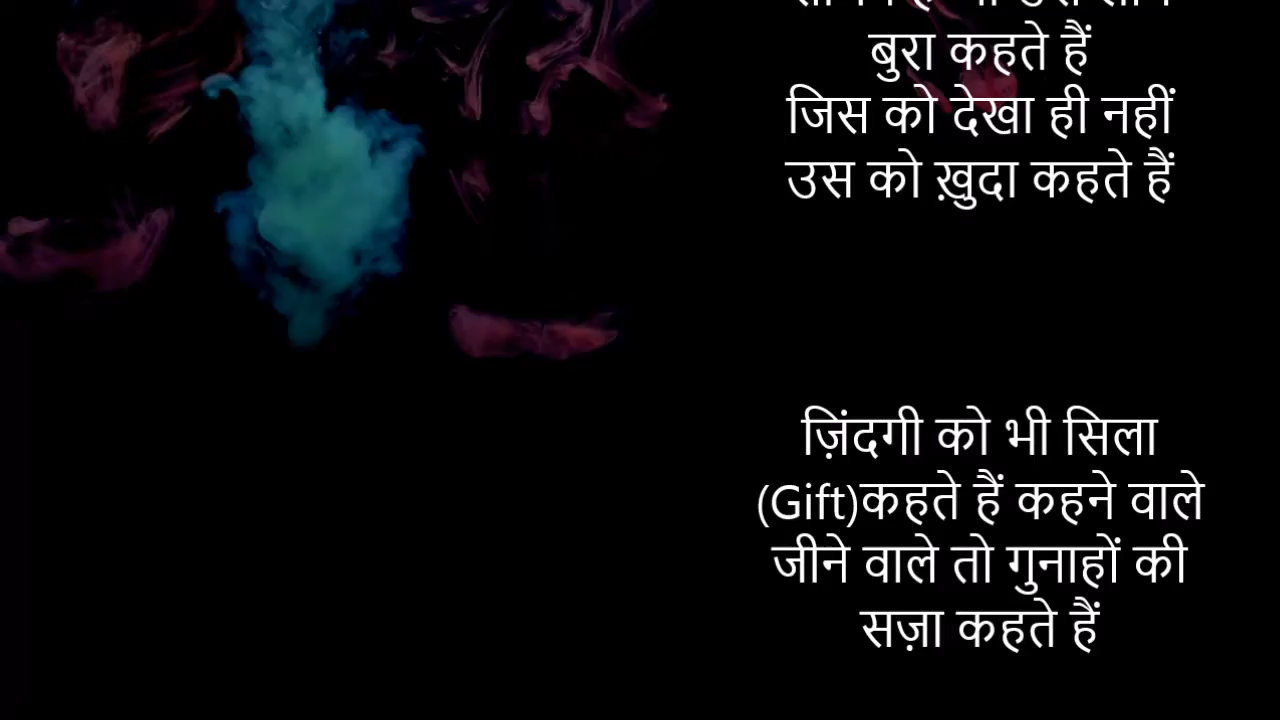 बुरा कहते हैं
जिस को देखा ही नहीं
उस को ख़ुदा कहते हैं
ज़िंदगी को भी सिला
(Gift)कहते हैं कहने वाले
जीने वाले तो गुनाहों की
सज़ा कहते हैं